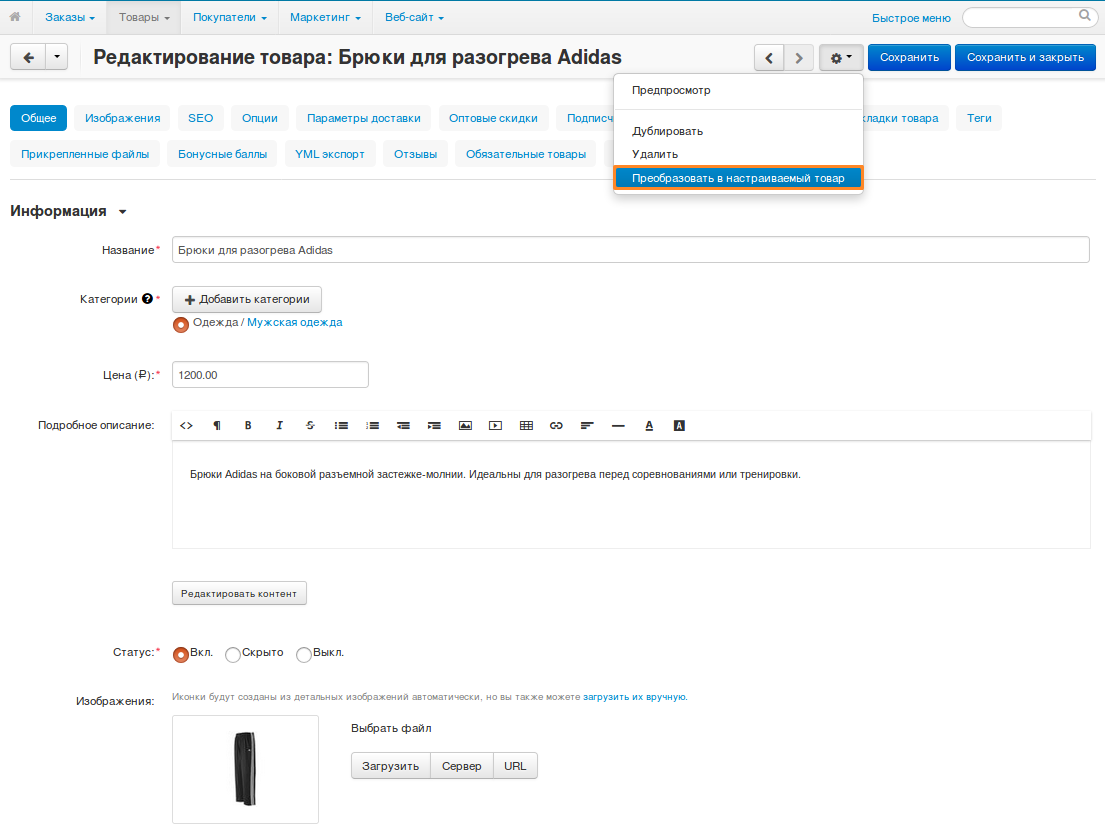 Заказы Товары Покупатели Маркетинг Веб-сайт Быстрое меню
Редактирование товара: Брюки для разогрева Adidas Сохранить Сохранить и закрыть
Предпросмотр
Дублировать
Удалить
Преобразовать в настраиваемый товар
Общее Изображения SEO Опции Параметры доставки Оптовые скидки Подписч кладки товара Теги
Прикрепленные файлы Бонусные баллы YML экспорт Отзывы Обязательные товары
Информация
Название* Брюки для разогрева Adidas
Категории ? * Добавить категории
Одежда / Мужская одежда
Цена (₽):* 1200.00
Подробное описание:
Брюки Adidas на боковой разъемной застежке-молнии. Идеальны для разогрева перед соревнованиями или тренировки.
Редактировать контент
Статус:* Вкл. Скрыто Выкл.
Изображения: Иконки будут созданы из детальных изображений автоматически, но вы также можете загрузить их вручную.
Выбрать файл
Загрузить Сервер URL